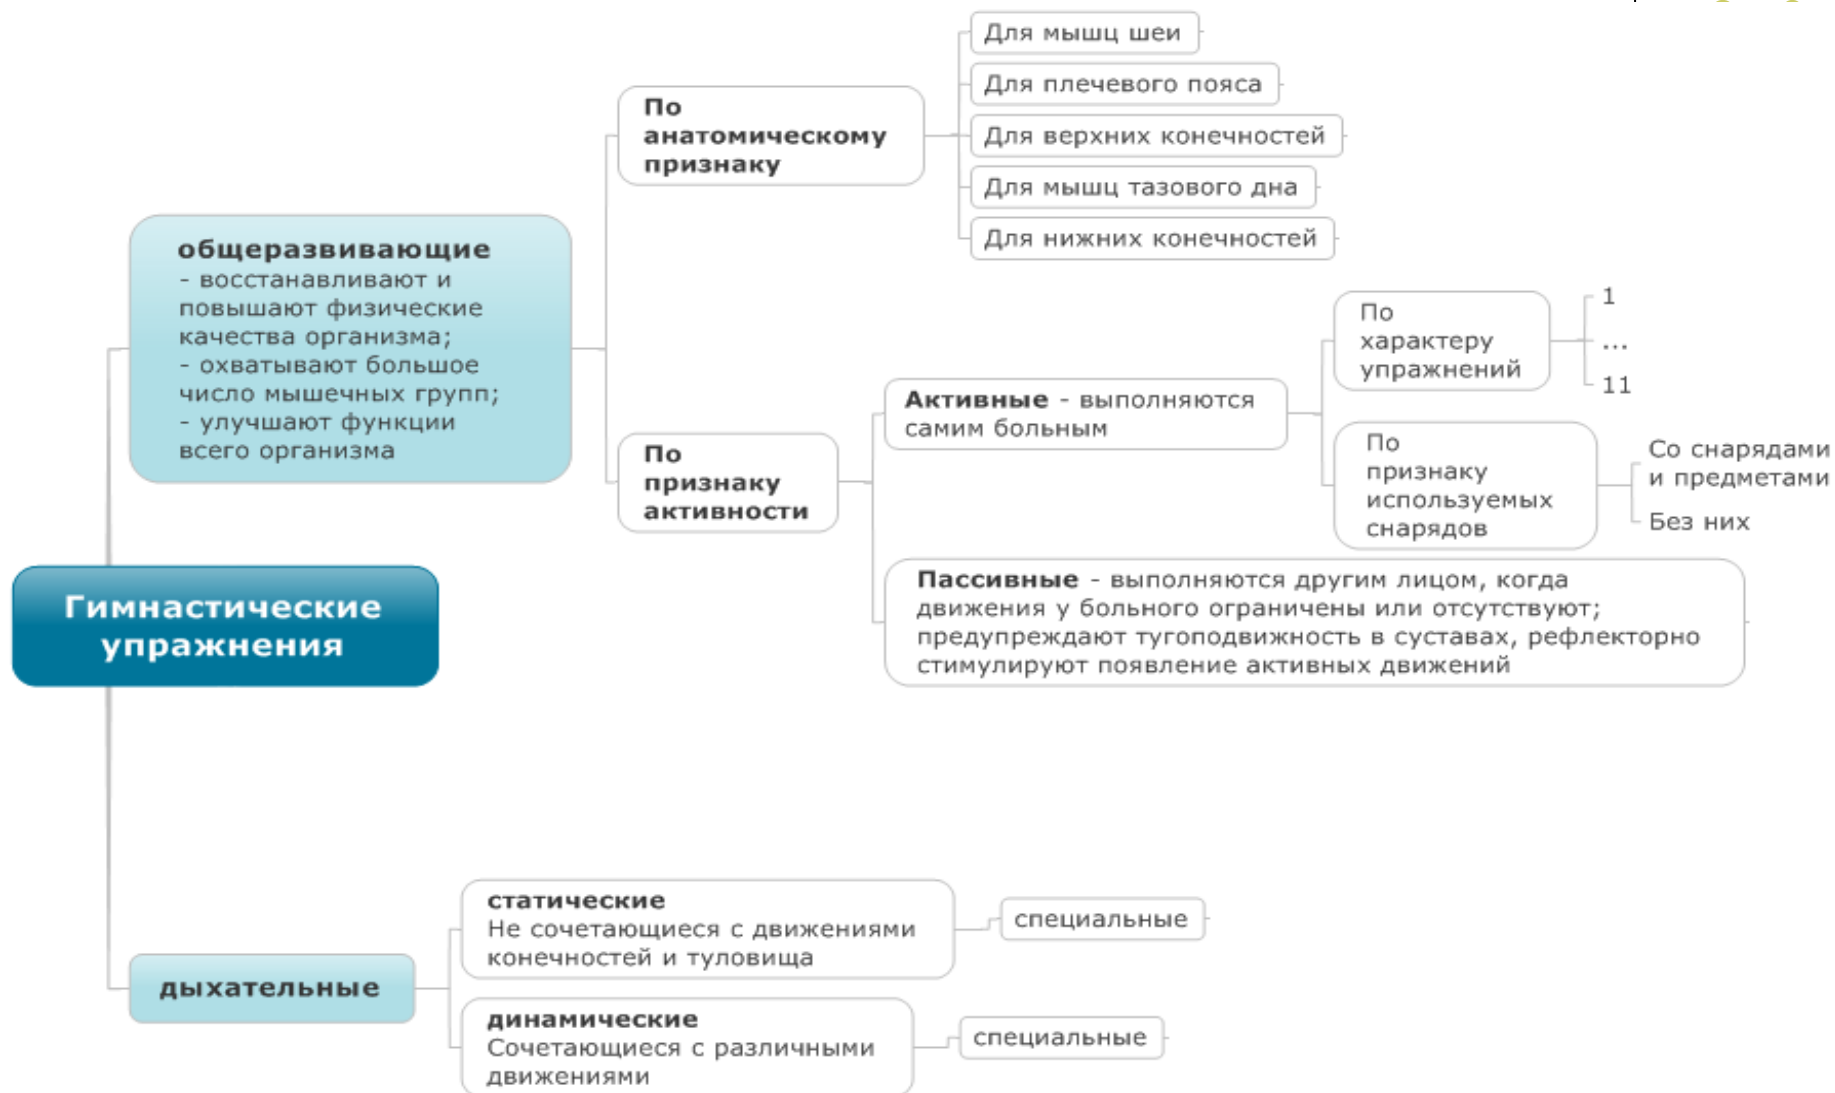 Гимнастические
упражнения
общеразвивающие
- восстанавливают и
повышают физические
качества организма;
- охватывают большое
число мышечных групп;
- улучшают функции
всего организма
По
анатомическому
признаку
Для мышц шеи
Для плечевого пояса
Для верхних конечностей
Для мышц тазового дна
Для нижних конечностей
По
признаку
активности
Активные - выполняются
самим больным
По
характеру
упражнений
1
...
11
По
признаку
используемых
снарядов
Со снарядами
и предметами
Без них
Пассивные - выполняются другим лицом, когда
движения у больного ограничены или отсутствуют;
предупреждают тугоподвижность в суставах, рефлекторно
стимулируют появление активных движений
дыхательные
статические
Не сочетающиеся с движениями
конечностей и туловища
специальные
динамические
Сочетающиеся с различными
движениями
специальные